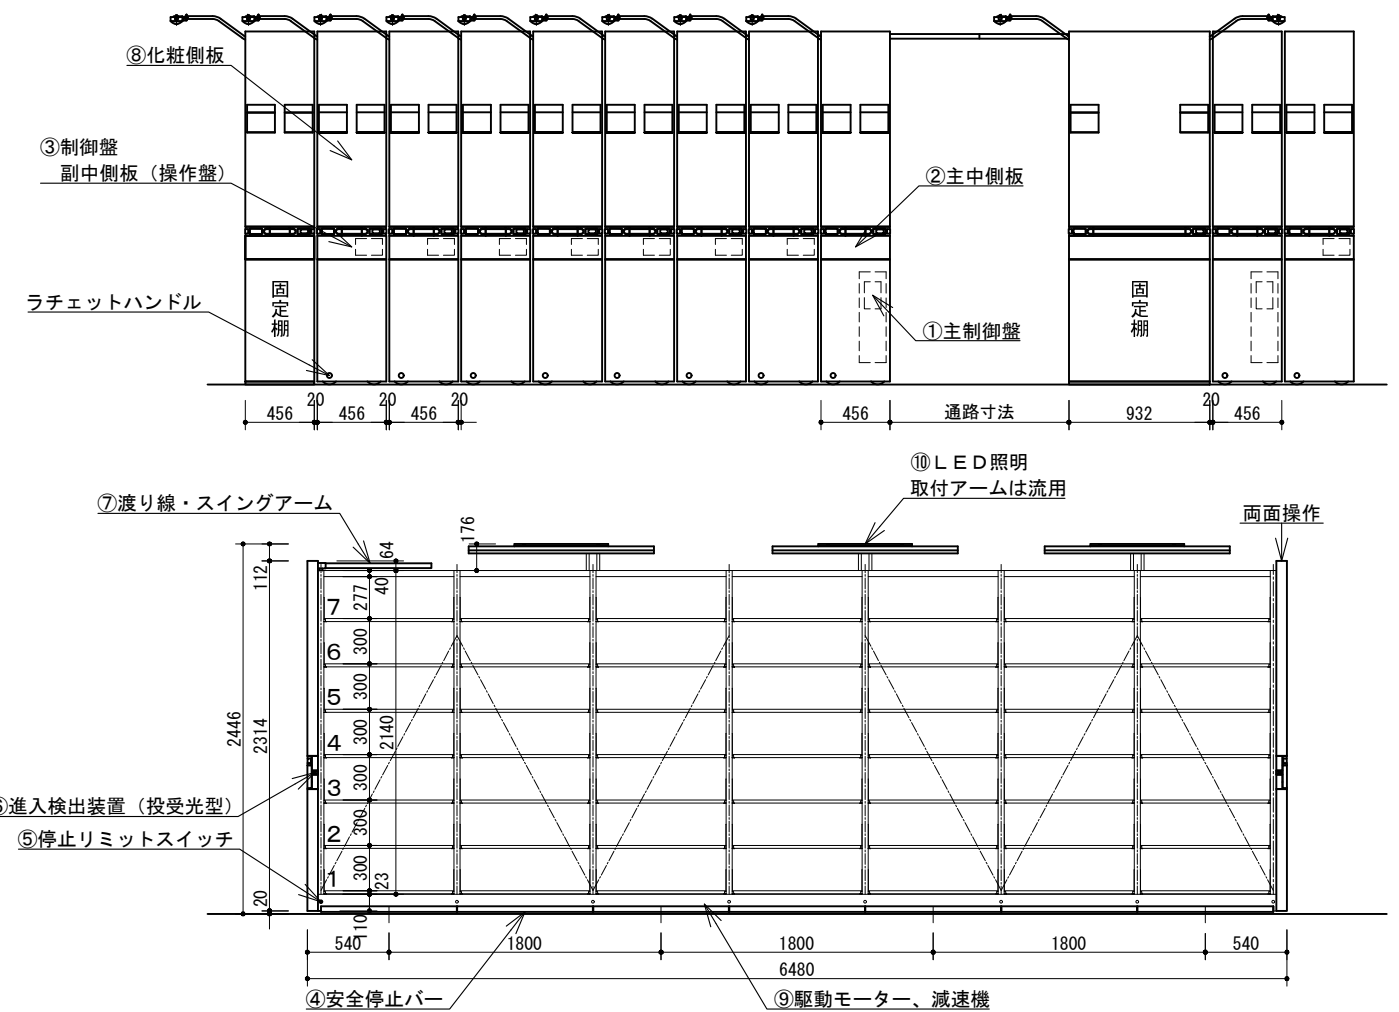 ⑧化粧側板
③制御盤
副中側板（操作盤）
②主中側板
固定棚
固定棚
ラチェットハンドル
①主制御盤
20 20 20 20
456 456 456 456 通路寸法 932 456
⑩ＬＥＤ照明
取付アームは流用
⑦渡り線・スイングアーム
両面操作
176
64
112
40
277
7
300
6
300
5
2446
2314
2140
300
4
300
3
⑥進入検出装置（投受光型）
300
2
⑤停止リミットスイッチ
300
1
23
20
110
540 1800 1800 1800 540
6480
④安全停止バー
⑨駆動モーター、減速機